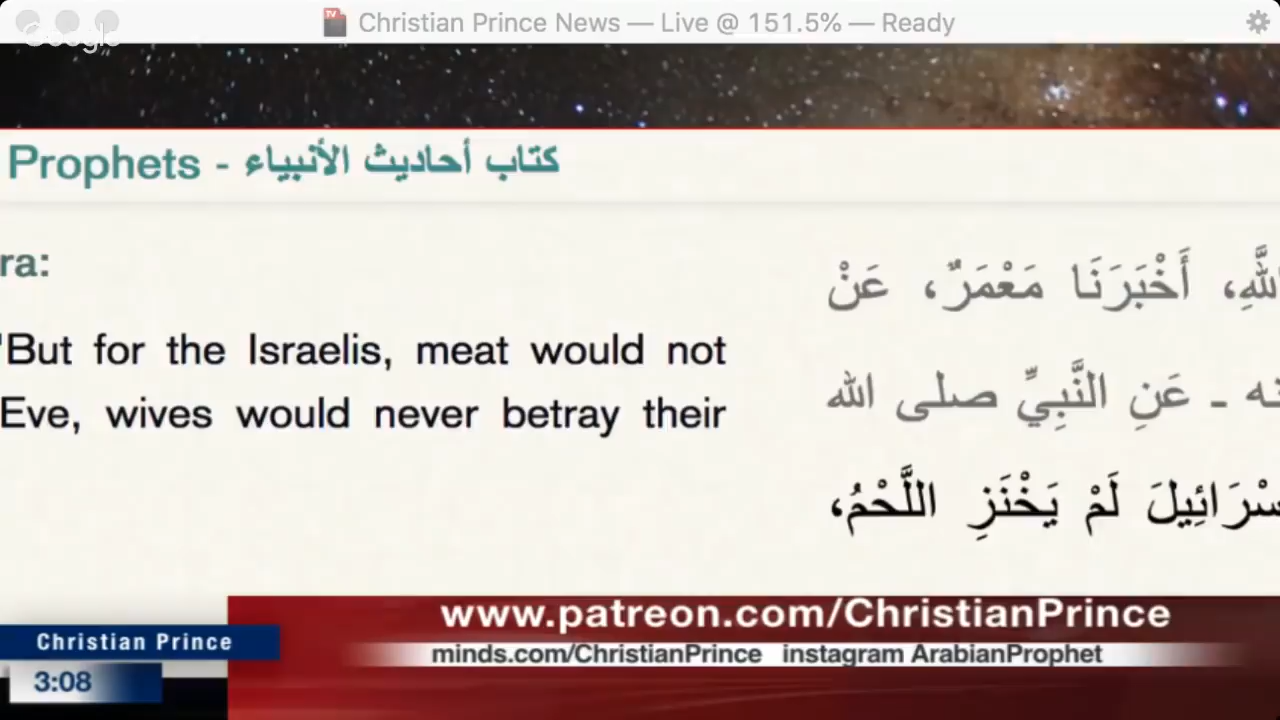 Christian Prince News — Live @ 151.5% — Ready
Google
TV
Prophets - كتاب أحاديث الأنبياء
ra:
"But for the Israelis, meat would not
Eve, wives would never betray their
اللَّهِ، أَخْبَرَنَا مَعْمَرٌ، عَنْ
ـ عَنِ النَّبِيِّ صلى الله
سْرَائِيلَ لَمْ يَخْنَزِ اللَّحْمُ،
www.patreon.com/ChristianPrince
minds.com/ChristianPrince instagram ArabianProphet
Christian Prince
3:08